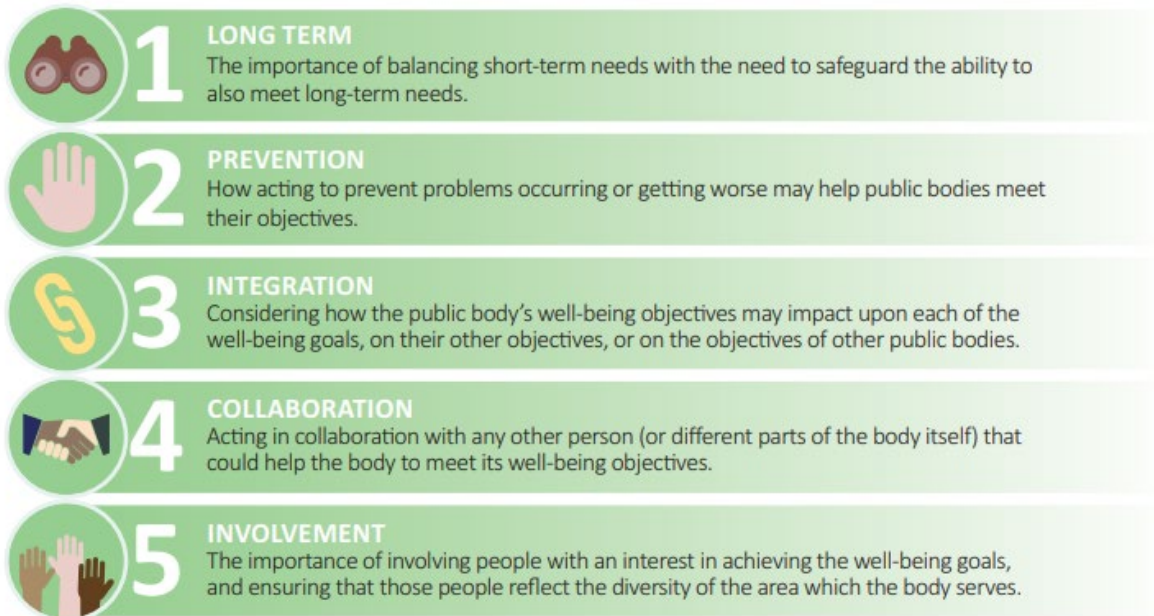 1
LONG TERM
The importance of balancing short-term needs with the need to safeguard the ability to
also meet long-term needs.
2
PREVENTION
How acting to prevent problems occurring or getting worse may help public bodies meet
their objectives.
3
INTEGRATION
Considering how the public body’s well-being objectives may impact upon each of the
well-being goals, on their other objectives, or on the objectives of other public bodies.
4
COLLABORATION
Acting in collaboration with any other person (or different parts of the body itself) that
could help the body to meet its well-being objectives.
5
INVOLVEMENT
The importance of involving people with an interest in achieving the well-being goals,
and ensuring that those people reflect the diversity of the area which the body serves.